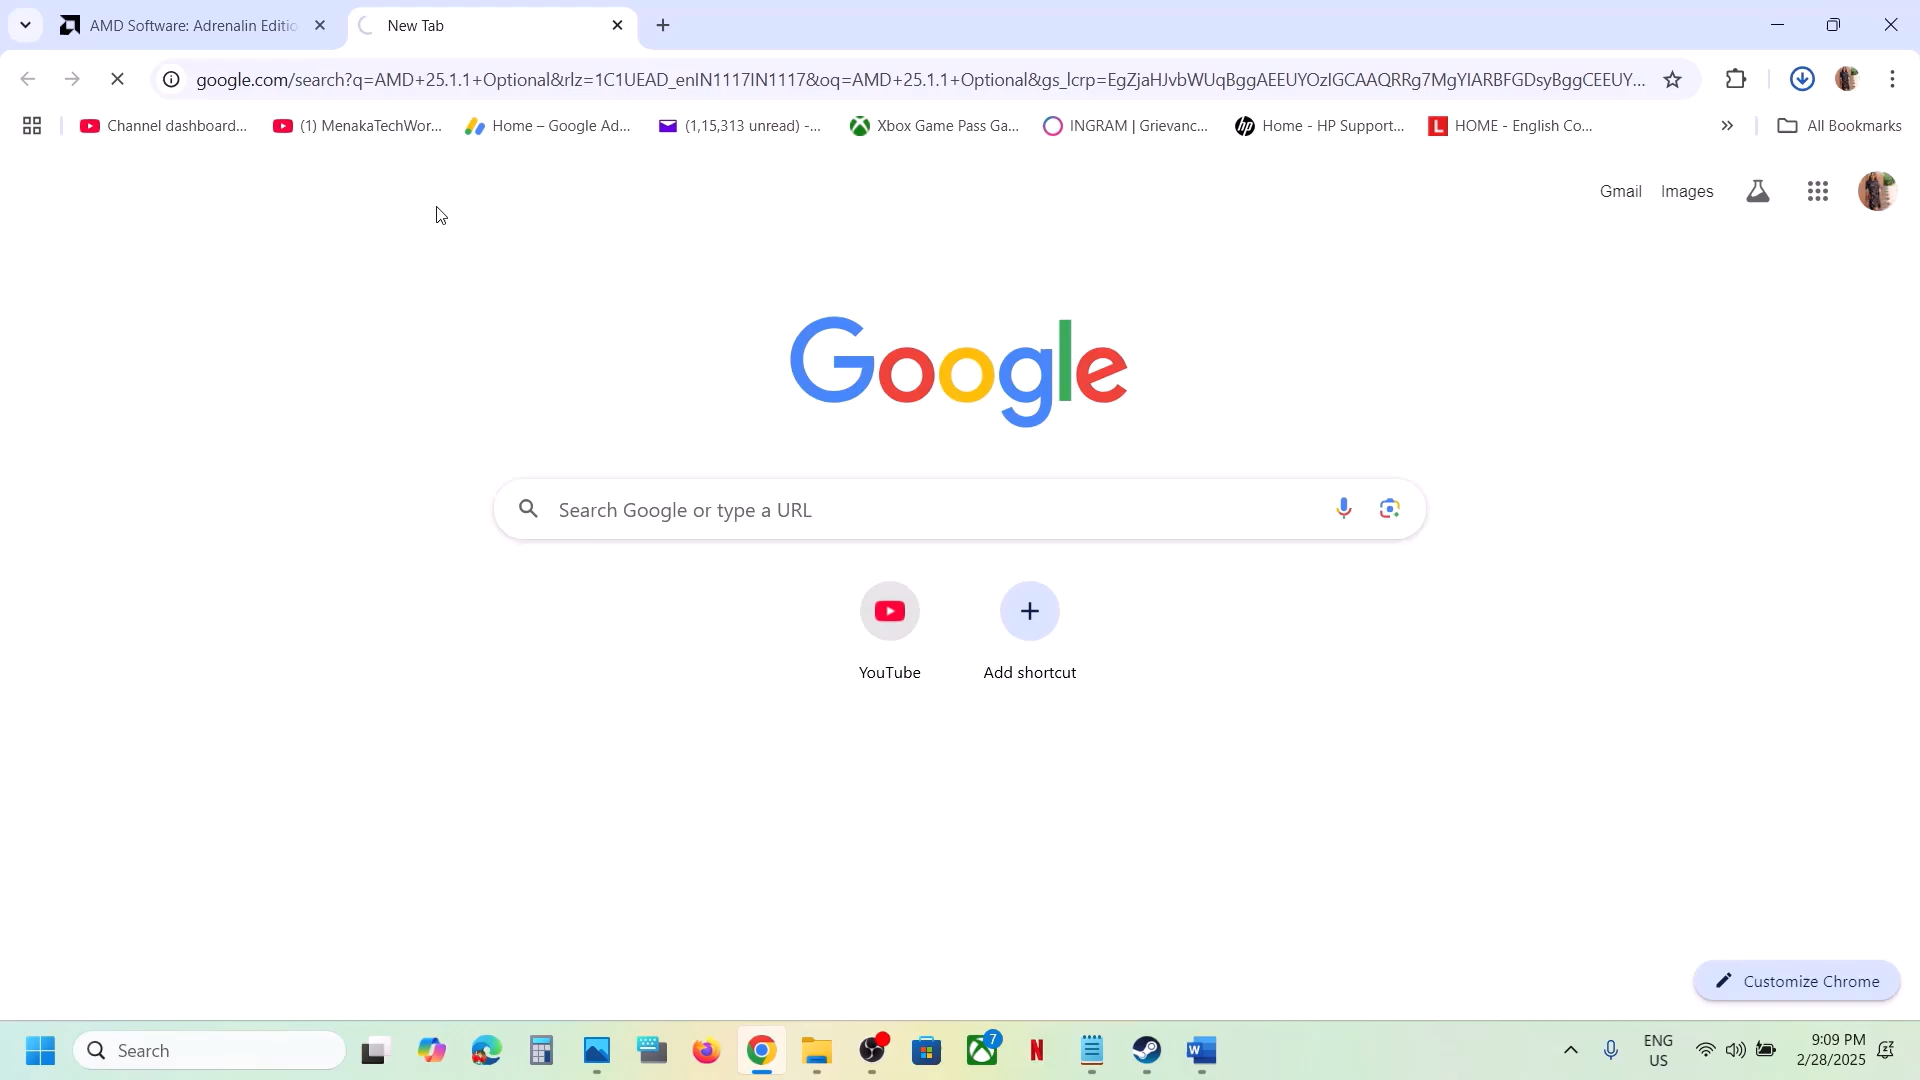 AMD Software: Adrenalin Editio
New Tab
google.com/search?q=AMD+25.1.1+Optional&rlz=1C1UEAD_enIN1117IN1117&oq=AMD+25.1.1+Optional&gs_lcrp=EgZjaHJvbWUqBggAEEUYOzIGCAAQRRg7MgYIARBFGDsyBggCEEUY...
Channel dashboard...
(1) MenakaTechWor...
Home – Google Ad...
(1,15,313 unread) -...
Xbox Game Pass Ga...
INGRAM | Grievanc...
Home - HP Support...
HOME - English Co...
All Bookmarks
Gmail
Images
Google
Search Google or type a URL
YouTube
Add shortcut
Customize Chrome
Search
7
ENG
US
9:09 PM
2/28/2025